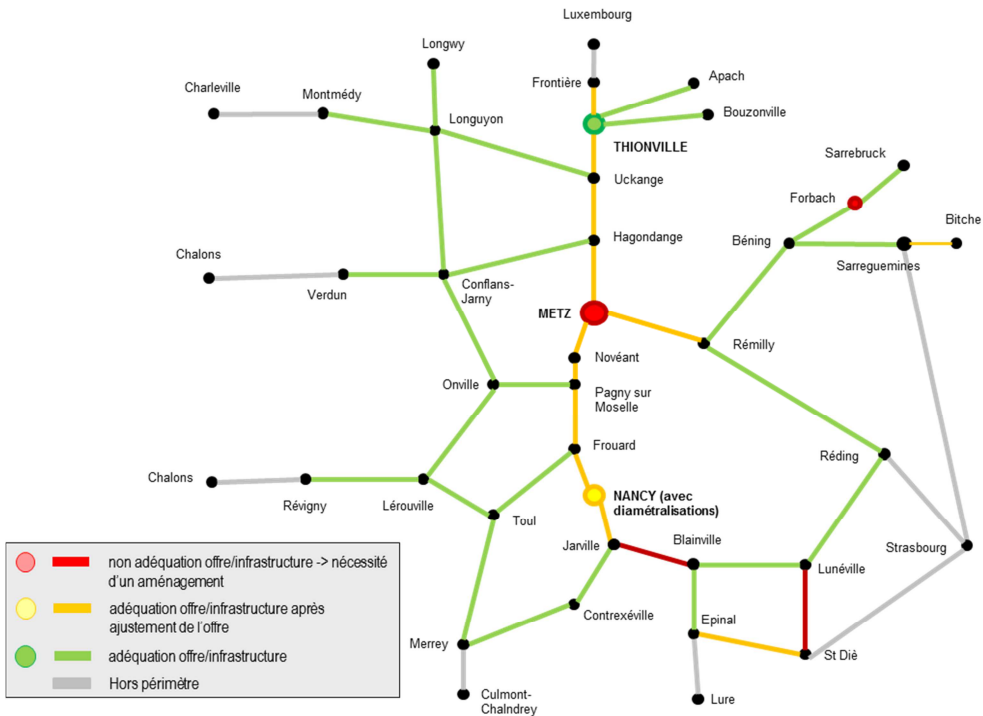 Luxembourg
Longwy
Frontière
Apach
Charleville
Montmédy
Bouzonville
Longuyon
THIONVILLE
Sarrebruck
Uckange
Forbach
Bitche
Béning
Hagondange
Chalons
Sarregumines
Verdun
Conflans-
Jarny
METZ
Rémilly
Novéant
Onville
Pagny sur
Moselle
Frouard
Réding
Chalons
NANCY (avec
diamétralisations)
Révigny
Lérouville
Toul
Jarville
Blainville
Strasbourg
Lunéville
Contrexéville
Epinal
Merrey
St Diè
Culmont-
Chalndrey
Lure
non adéquation offre/infrastructure -> nécessité
d'un aménagement
adéquation offre/infrastructure après
ajustement de l'offre
adéquation offre/infrastructure
Hors périmètre